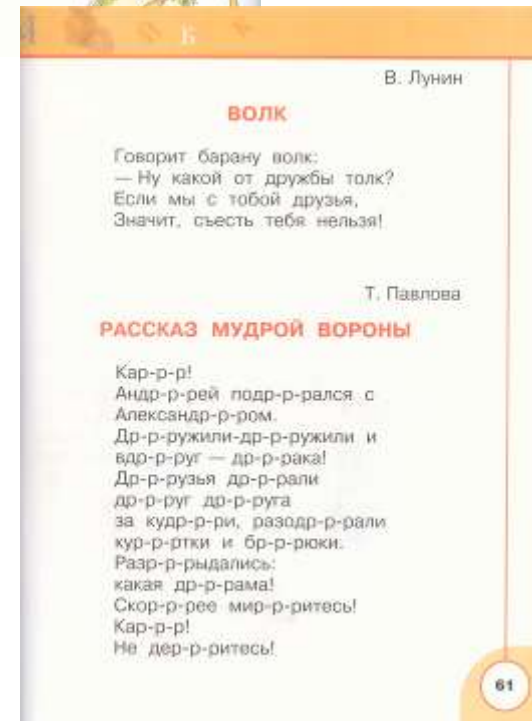 Б
В. Лунин
ВОЛК
Говорит барану волк:
— Ну какой от дружбы толк?
Если мы с тобой друзья,
Значит, съесть тебя нельзя!
Т. Павлова
РАССКАЗ МУДРОЙ ВОРОНЫ
Кар-р-р!
Андр-р-рей подр-р-рался с
Александр-р-ром.
Др-р-ружили-др-р-ружили и
вдр-р-руг — др-р-рака!
Др-р-рузья др-р-рали
др-р-руг др-р-руга
за кудр-р-ри, разодр-р-рали
кур-р-ртки и бр-р-рюки.
Разр-р-рыдались:
какая др-р-рама!
Скор-р-рее мир-р-ритесь!
Кар-р-р!
Не дер-р-ритесь!
61